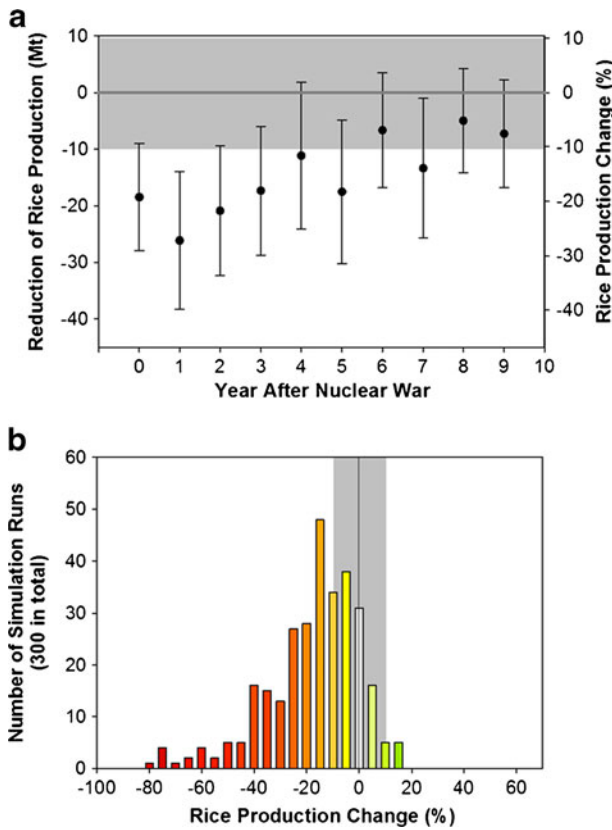 a
Reduction of Rice Production (Mt)
10
0
-10
-20
-30
-40
10
0
-10
-20
-30
-40
Rice Production Change (%)
0 1 2 3 4 5 6 7 8 9 10
Year After Nuclear War
b
Number of Simulation Runs
(300 in total)
60
50
40
30
20
10
0
-100 -80 -60 -40 -20 0 20 40 60
Rice Production Change (%)